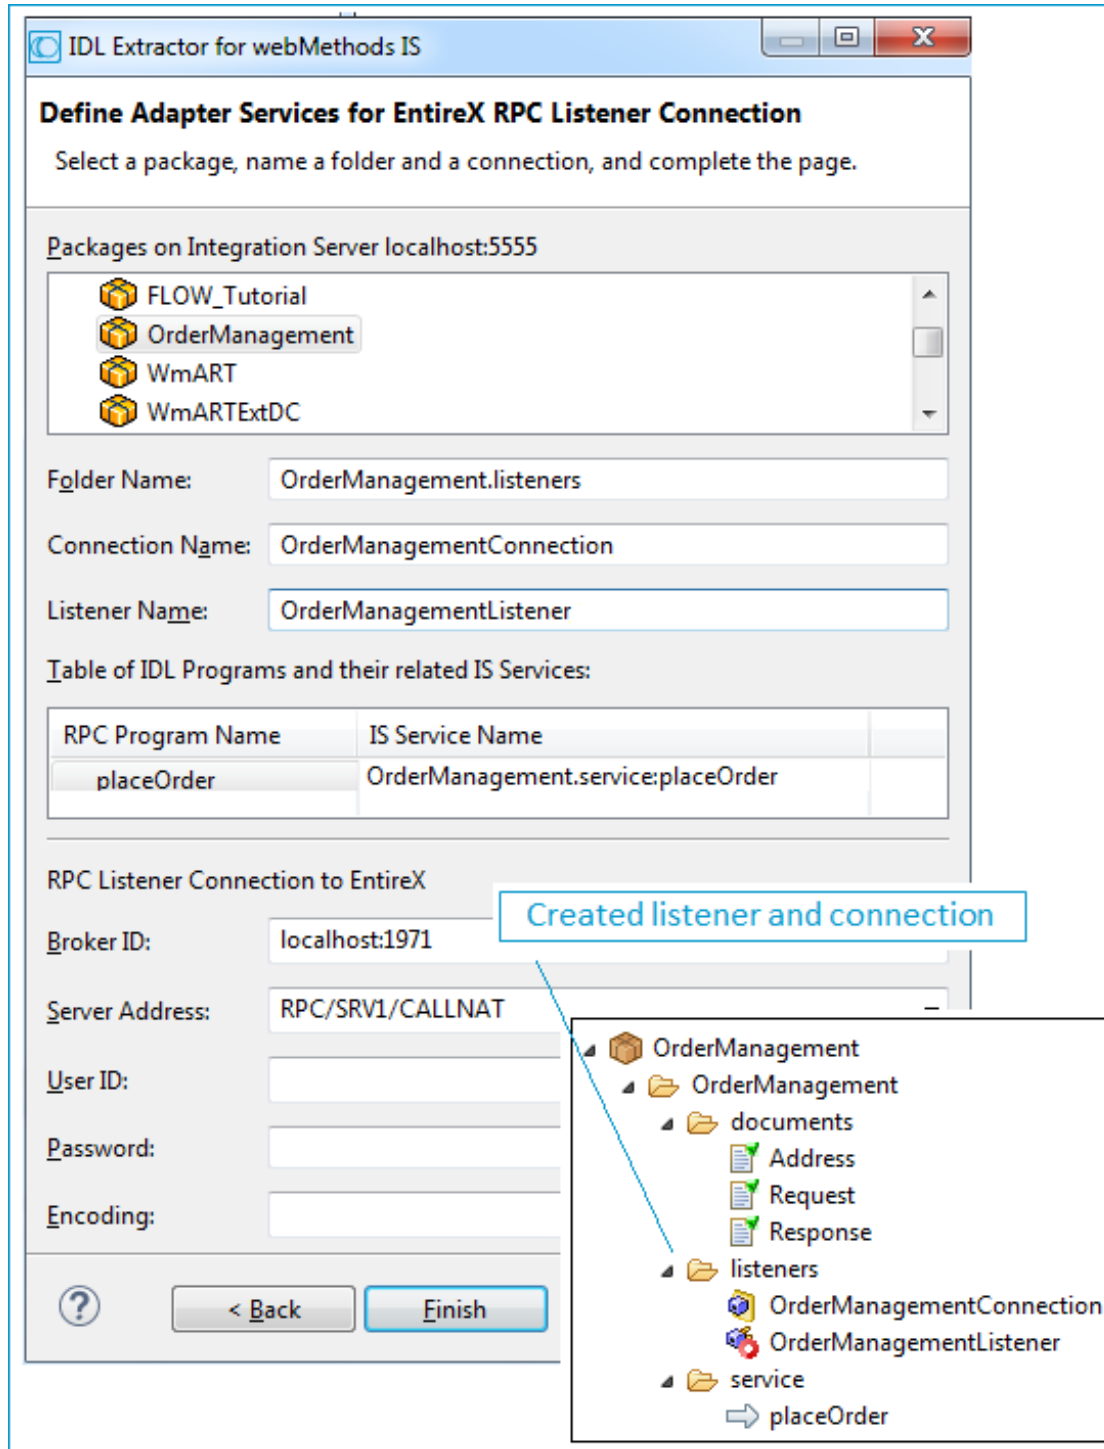 IDL Extractor for webMethods IS
Define Adapter Services for EntireX RPC Listener Connection
Select a package, name a folder and a connection, and complete the page.
Packages on Integration Server localhost:5555
FLOW_Tutorial
OrderManagement
WmART
WmARTExtDC
Folder Name: OrderManagement.listeners
Connection Name: OrderManagementConnection
Listener Name: OrderManagementListener
Table of IDL Programs and their related IS Services:
RPC Program Name IS Service Name
placeOrder OrderManagement.service:placeOrder
RPC Listener Connection to EntireX
Created listener and connection
Broker ID: localhost:1971
Server Address: RPC/SRV1/CALLNAT
User ID:
Password:
Encoding:
? < Back Finish
OrderManagement
OrderManagement
documents
Address
Request
Response
listeners
OrderManagementConnection
OrderManagementListener
service
placeOrder